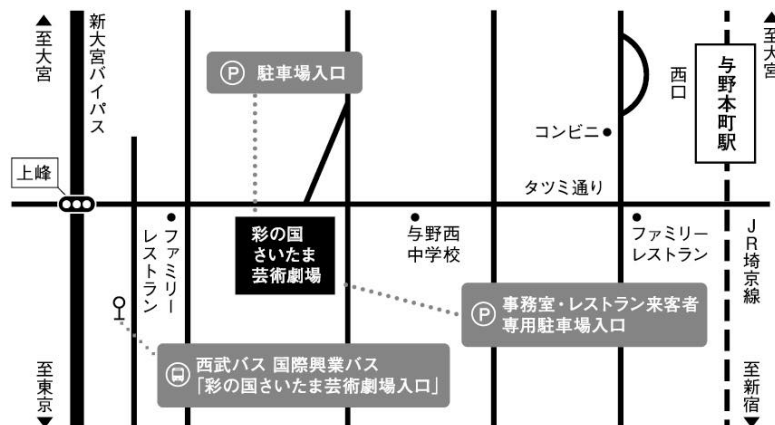 至大宮
新大宮バイパス
P 駐車場入口
至大宮
西口
与野本町駅
コンビニ
上峰
タツミ通り
ファミリー
レストラン
彩の国
さいたま
芸術劇場
与野西
中学校
ファミリー
レストラン
JR埼京線
P 事務室・レストラン来客者
専用駐車場入口
西武バス 国際興業バス
「彩の国さいたま芸術劇場入口」
至東京
至新宿